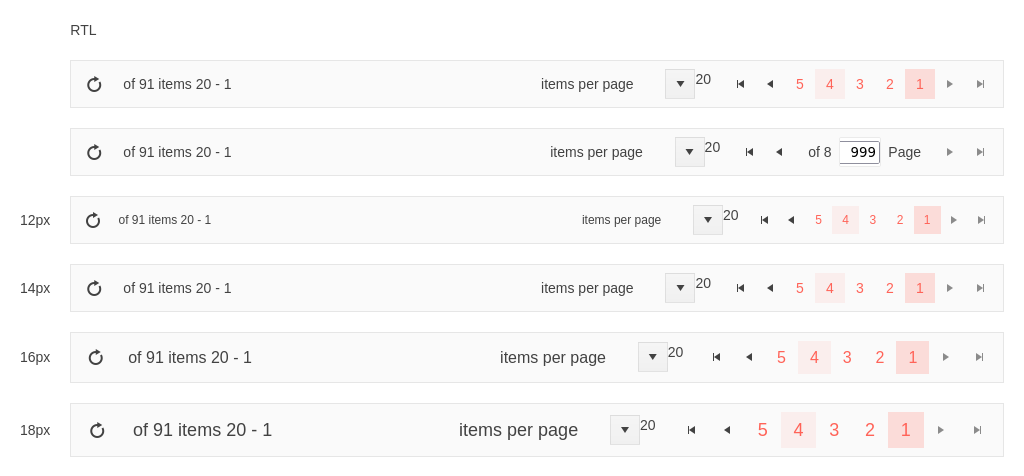 RTL
of 91 items 20 - 1 items per page 20 5 4 3 2 1
of 91 items 20 - 1 items per page 20 of 8 999 Page
12px of 91 items 20 - 1 items per page 20 5 4 3 2 1
14px of 91 items 20 - 1 items per page 20 5 4 3 2 1
16px of 91 items 20 - 1 items per page 20 5 4 3 2 1
18px of 91 items 20 - 1 items per page 20 5 4 3 2 1